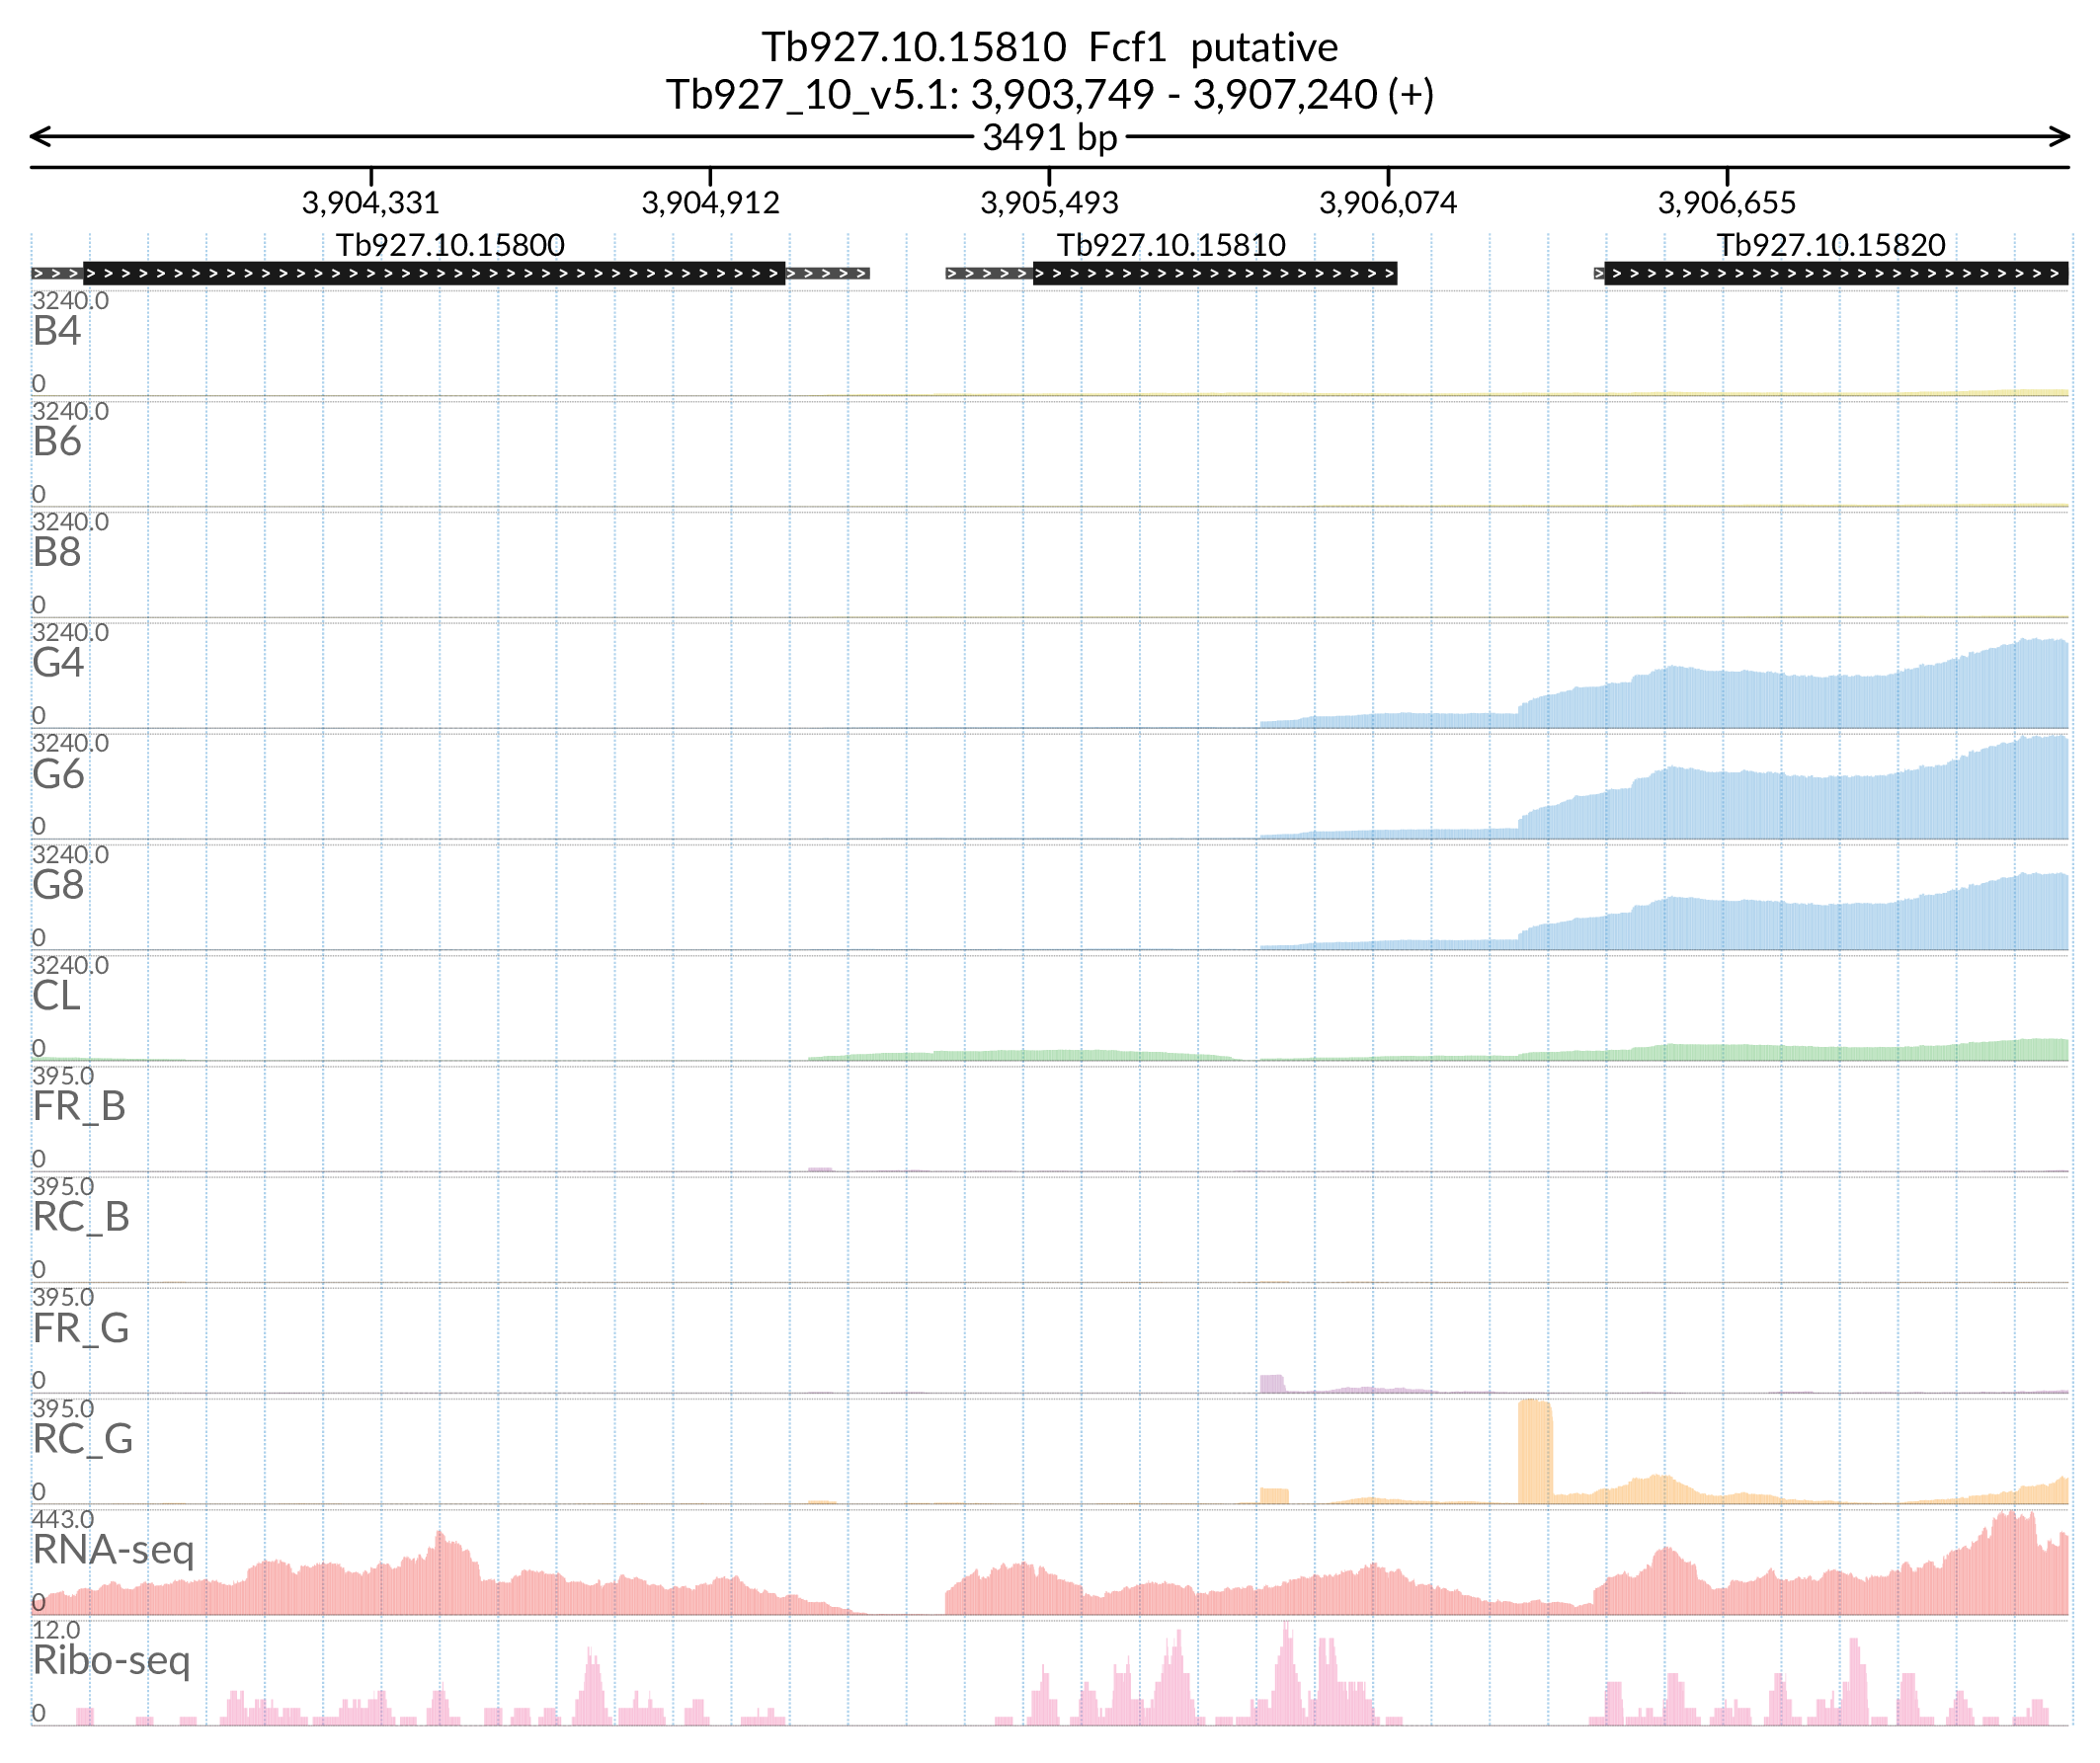 Tb927.10.15810 Fcf1 putative
Tb927_10_v5.1: 3,903,749 - 3,907,240 (+)
3491 bp
3,904,331 3,904,912 3,905,493 3,906,074 3,906,655
Tb927.10.15800 Tb927.10.15810 Tb927.10.15820
3240.0
B4
0
3240.0
B6
0
3240.0
B8
0
3240.0
G4
0
3240.0
G6
0
3240.0
G8
0
3240.0
CL
0
395.0
FR_B
0
395.0
RC_B
0
395.0
FR_G
0
395.0
RC_G
0
443.0
RNA-seq
0
12.0
Ribo-seq
0